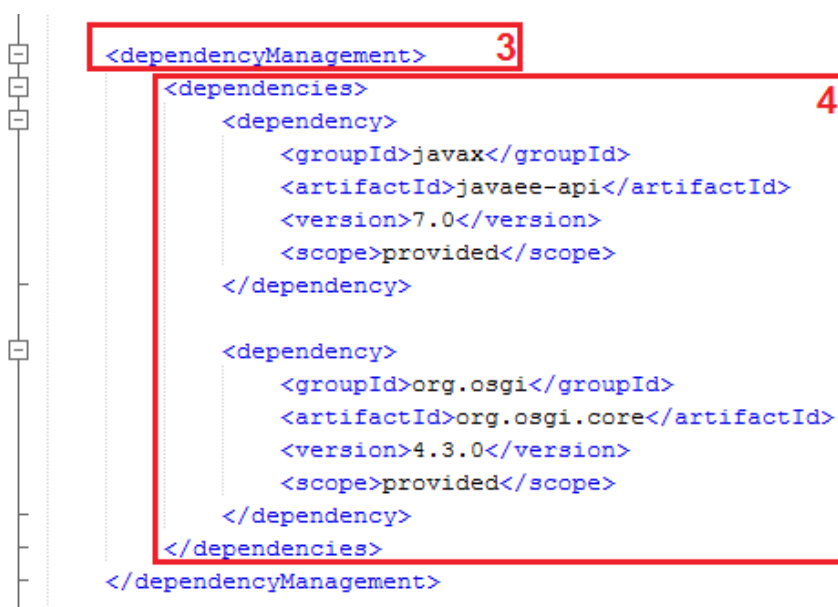 <dependencyManagement> 3
<dependencies> 4
<dependency>
<groupId>javax</groupId>
<artifactId>javaee-api</artifactId>
<version>7.0</version>
<scope>provided</scope>
</dependency>
<dependency>
<groupId>org.osgi</groupId>
<artifactId>org.osgi.core</artifactId>
<version>4.3.0</version>
<scope>provided</scope>
</dependency>
</dependencies>
</dependencyManagement>